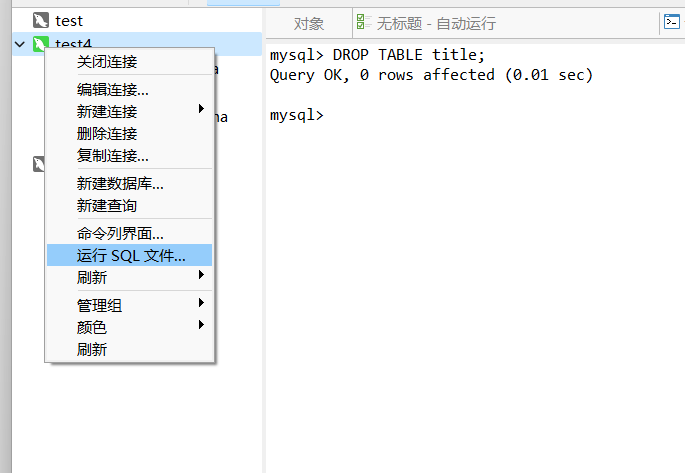 test
test4
对象
无标题 - 自动运行
mysql> DROP TABLE title;
Query OK, 0 rows affected (0.01 sec)
mysql>
关闭连接
编辑连接...
新建连接
删除连接
复制连接...
新建数据库...
新建查询
命令列界面...
运行 SQL 文件...
刷新
管理组
颜色
刷新